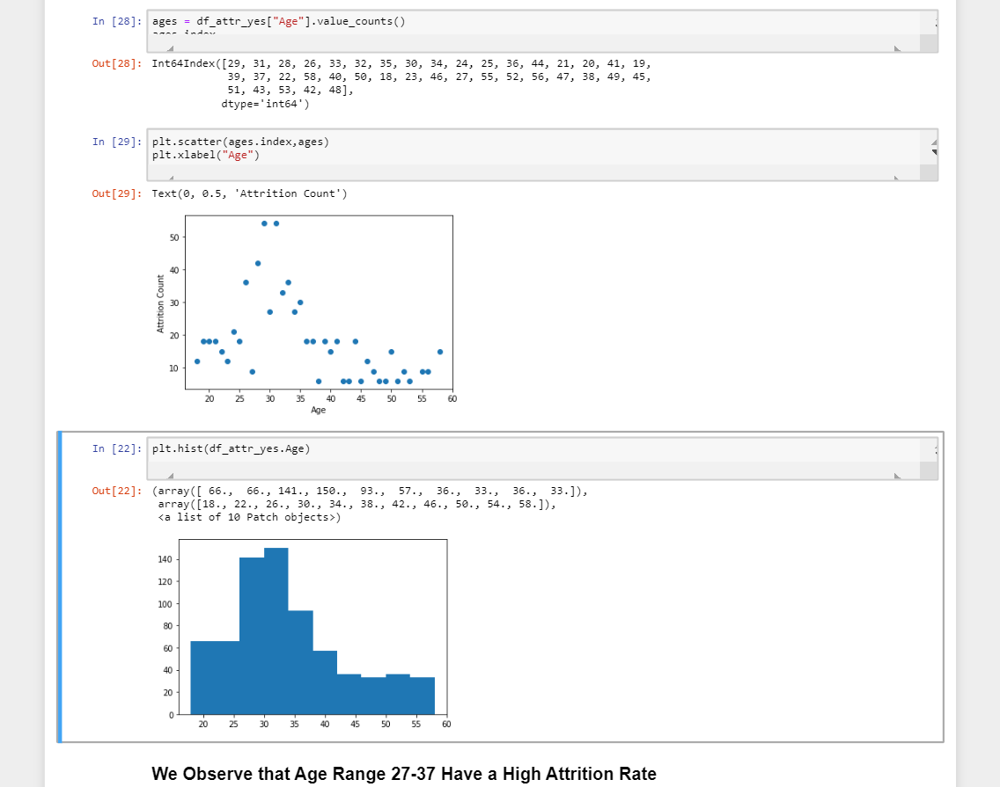 In [28]: ages = df_attr_yes["Age"].value_counts()
ages.index
Out[28]: Int64Index([29, 31, 28, 26, 33, 32, 35, 30, 34, 24, 25, 36, 44, 21, 20, 41, 19,
39, 37, 22, 58, 40, 50, 18, 23, 46, 27, 55, 52, 56, 47, 38, 49, 45,
51, 43, 53, 42, 48],
dtype='int64')
In [29]: plt.scatter(ages.index,ages)
plt.xlabel("Age")
Out[29]: Text(0, 0.5, 'Attrition Count')
50
40
30
20
10
Attrition Count
20 25 30 35 40 45 50 55 60
Age
In [22]: plt.hist(df_attr_yes.Age)
Out[22]: (array([ 66., 66., 141., 150., 93., 57., 36., 33., 36., 33.]),
array([18., 22., 26., 30., 34., 38., 42., 46., 50., 54., 58.]),
<a list of 10 Patch objects>)
140
120
100
80
60
40
20
0
20 25 30 35 40 45 50 55 60
We Observe that Age Range 27-37 Have a High Attrition Rate